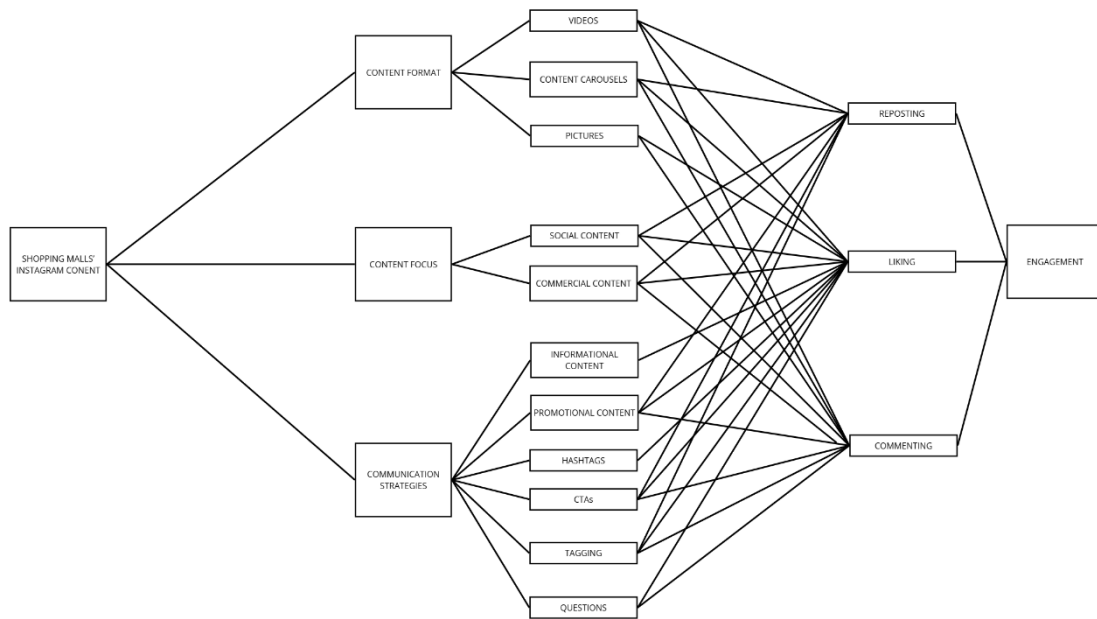 SHOPPING MALLS'
INSTAGRAM CONENT
CONTENT FORMAT
CONTENT FOCUS
COMMUNICATION
STRATEGIES
VIDEOS
CONTENT CAROUSELS
PICTURES
SOCIAL CONTENT
COMMERCIAL CONTENT
INFORMATIONAL
CONTENT
PROMOTIONAL CONTENT
HASHTAGS
CTAs
TAGGING
QUESTIONS
REPOSTING
LIKING
COMMENTING
ENGAGEMENT